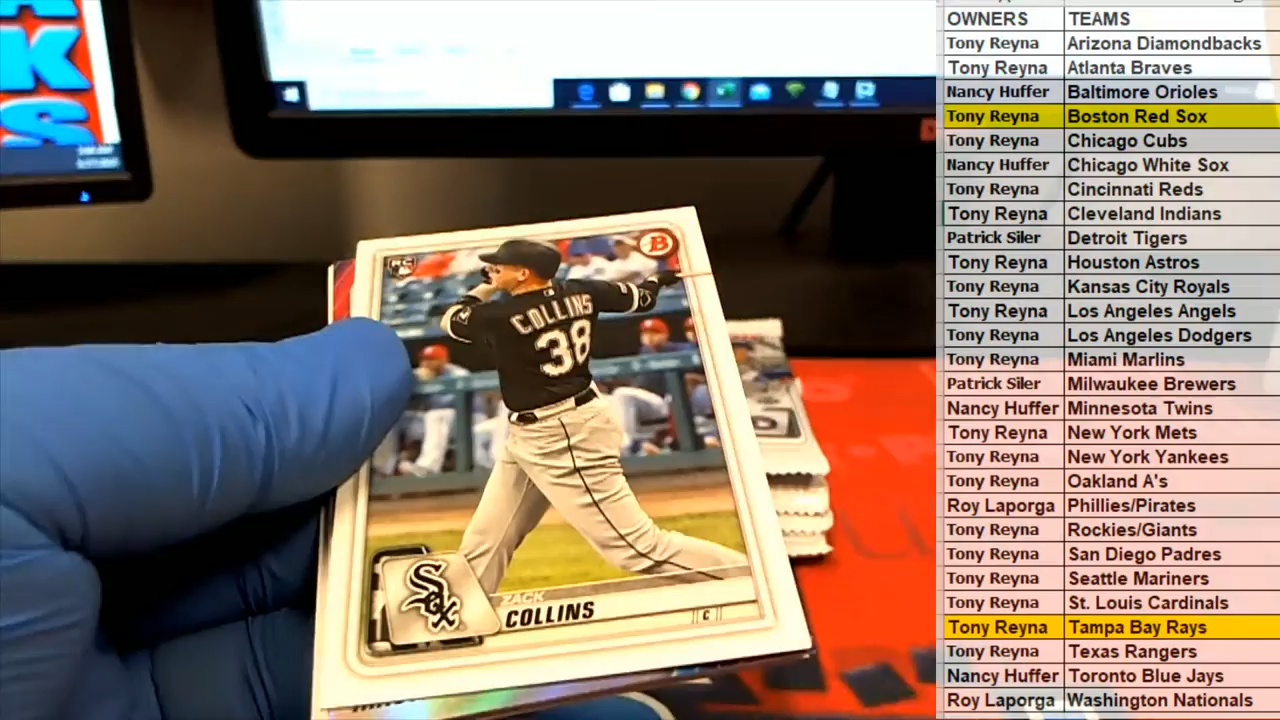 K
S
RC
B
COLLINS
38
Sox
ZACK
COLLINS
C
OWNERS TEAMS
Tony Reyna Arizona Diamondbacks
Tony Reyna Atlanta Braves
Nancy Huffer Baltimore Orioles
Tony Reyna Boston Red Sox
Tony Reyna Chicago Cubs
Nancy Huffer Chicago White Sox
Tony Reyna Cincinnati Reds
Tony Reyna Cleveland Indians
Patrick Siler Detroit Tigers
Tony Reyna Houston Astros
Tony Reyna Kansas City Royals
Tony Reyna Los Angeles Angels
Tony Reyna Los Angeles Dodgers
Tony Reyna Miami Marlins
Patrick Siler Milwaukee Brewers
Nancy Huffer Minnesota Twins
Tony Reyna New York Mets
Tony Reyna New York Yankees
Tony Reyna Oakland A's
Roy Laporga Phillies/Pirates
Tony Reyna Rockies/Giants
Tony Reyna San Diego Padres
Tony Reyna Seattle Mariners
Tony Reyna St. Louis Cardinals
Tony Reyna Tampa Bay Rays
Tony Reyna Texas Rangers
Nancy Huffer Toronto Blue Jays
Roy Laporga Washington Nationals